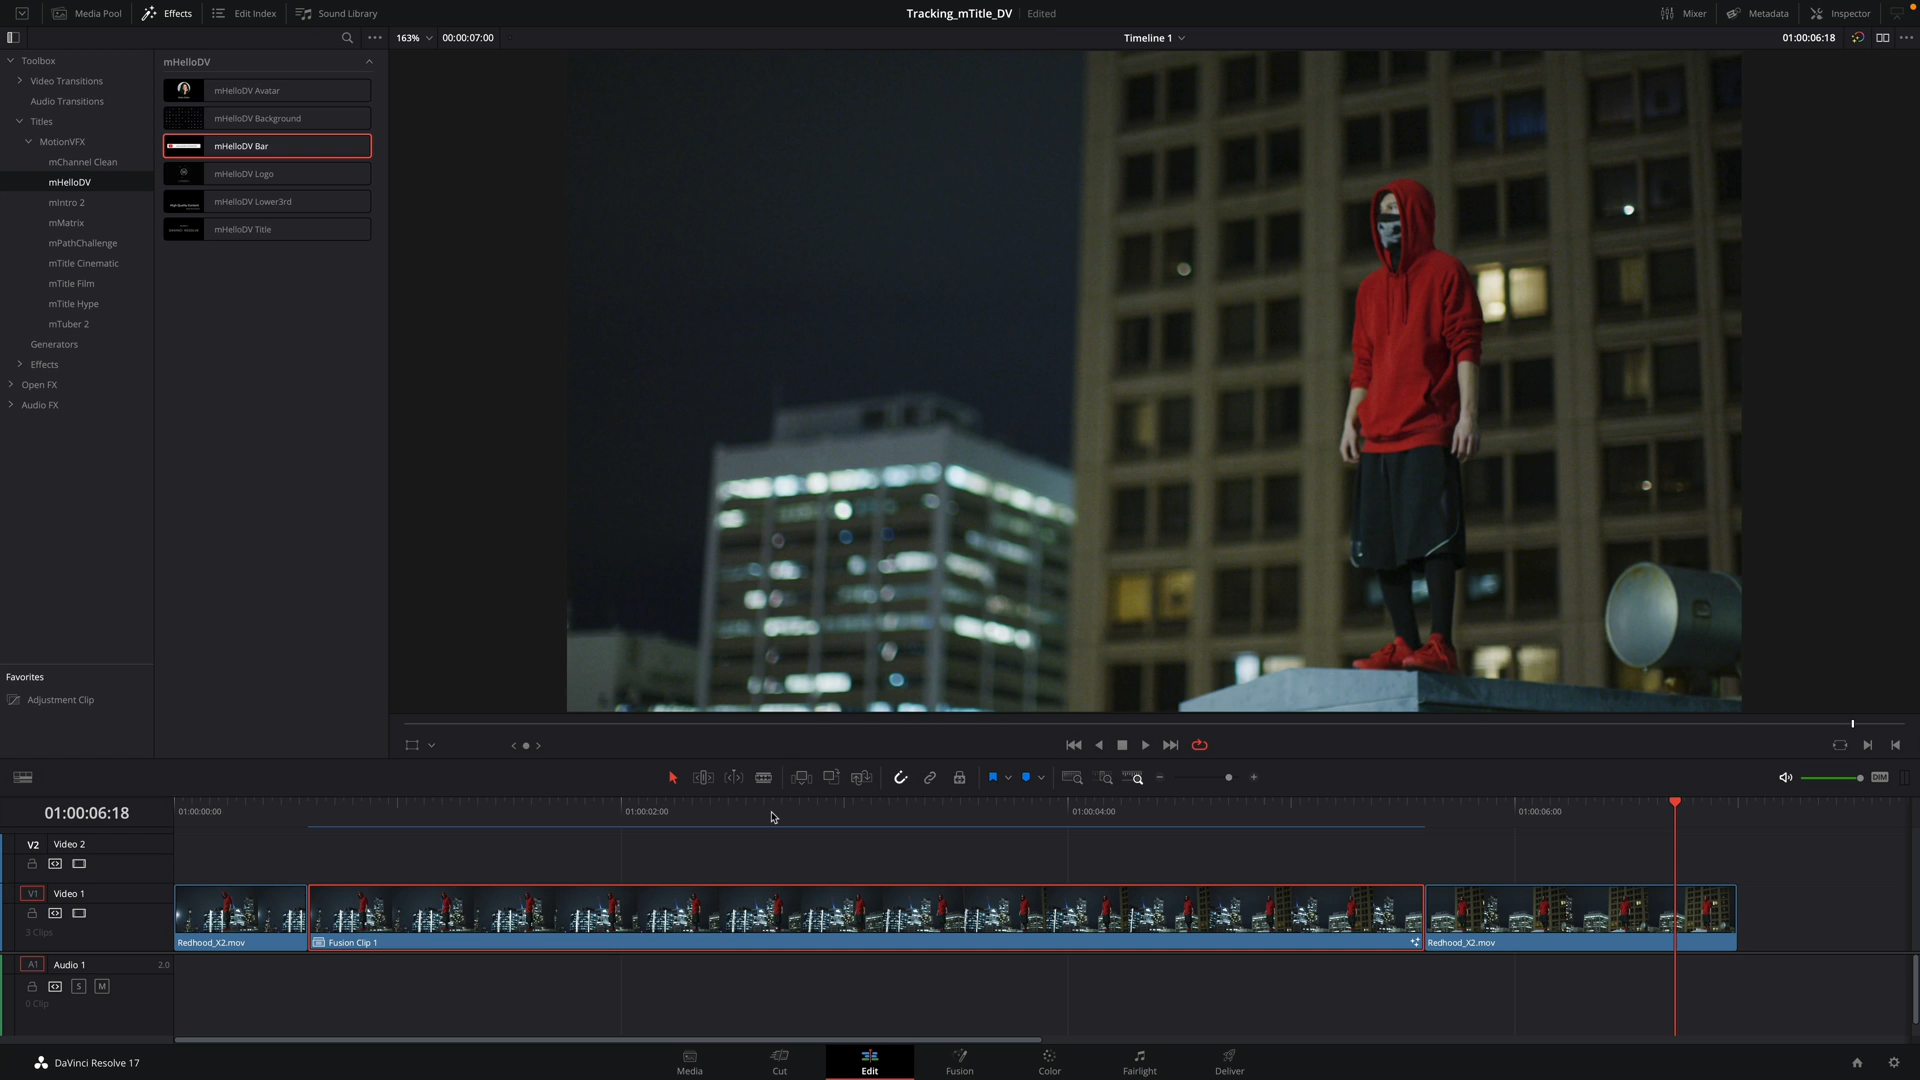 Media Pool
Effects
Edit Index
Sound Library
Tracking_mTitle_DV
Edited
Mixer
Metadata
Inspector
163%
00:00:07:00
Timeline 1
01:00:06:18
Toolbox
Video Transitions
Audio Transitions
Titles
MotionVFX
mChannel Clean
mHelloDV
mIntro 2
mMatrix
mPathChallenge
mTitle Cinematic
mTitle Film
mTitle Hype
mTuber 2
Generators
Effects
Open FX
Audio FX
mHelloDV
mHelloDV Avatar
mHelloDV Background
mHelloDV Bar
mHelloDV Logo
mHelloDV Lower3rd
mHelloDV Title
Favorites
Adjustment Clip
DIM
01:00:06:18
01:00:00:00
01:00:02:00
01:00:04:00
01:00:06:00
V2 Video 2
V1 Video 1
3 Clips
Redhood_X2.mov
Fusion Clip 1
Redhood_X2.mov
A1 Audio 1 2.0
S M
0 Clip
DaVinci Resolve 17
Media
Cut
Edit
Fusion
Color
Fairlight
Deliver